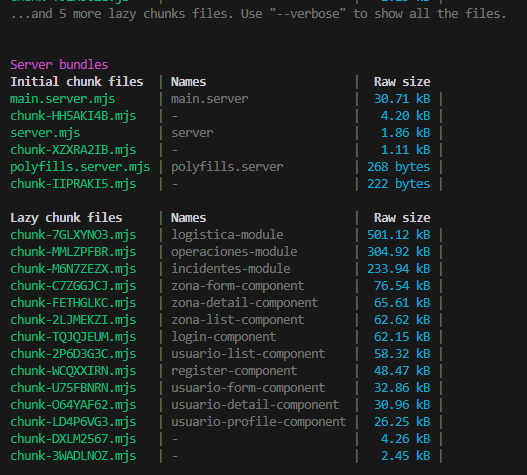 ...and 5 more lazy chunks files. Use "--verbose" to show all the files.
Server bundles
Initial chunk files | Names | Raw size
main.server.mjs | main.server | 30.71 kB |
chunk-HH5AKI4B.mjs | - | 4.20 kB |
server.mjs | server | 1.86 kB |
chunk-XZXRA2IB.mjs | - | 1.11 kB |
polyfills.server.mjs | polyfills.server | 268 bytes |
chunk-IIPRAKI5.mjs | - | 222 bytes |
Lazy chunk files | Names | Raw size
chunk-7GLXYNO3.mjs | logistica-module | 501.12 kB |
chunk-MMLZPFBR.mjs | operaciones-module | 304.92 kB |
chunk-M6N7ZEZX.mjs | incidentes-module | 233.94 kB |
chunk-C7ZGGJCJ.mjs | zona-form-component | 76.54 kB |
chunk-FETHGLKC.mjs | zona-detail-component | 65.61 kB |
chunk-2LJMEKZI.mjs | zona-list-component | 62.62 kB |
chunk-TQJQJEUM.mjs | login-component | 62.15 kB |
chunk-2P6D3G3C.mjs | usuario-list-component | 58.32 kB |
chunk-WCQXXIRN.mjs | register-component | 48.47 kB |
chunk-U75FBNRN.mjs | usuario-form-component | 32.86 kB |
chunk-O64YAF62.mjs | usuario-detail-component | 30.96 kB |
chunk-LD4P6VG3.mjs | usuario-profile-component | 26.25 kB |
chunk-DXLM2567.mjs | - | 4.26 kB |
chunk-3WADLNOZ.mjs | - | 2.45 kB |